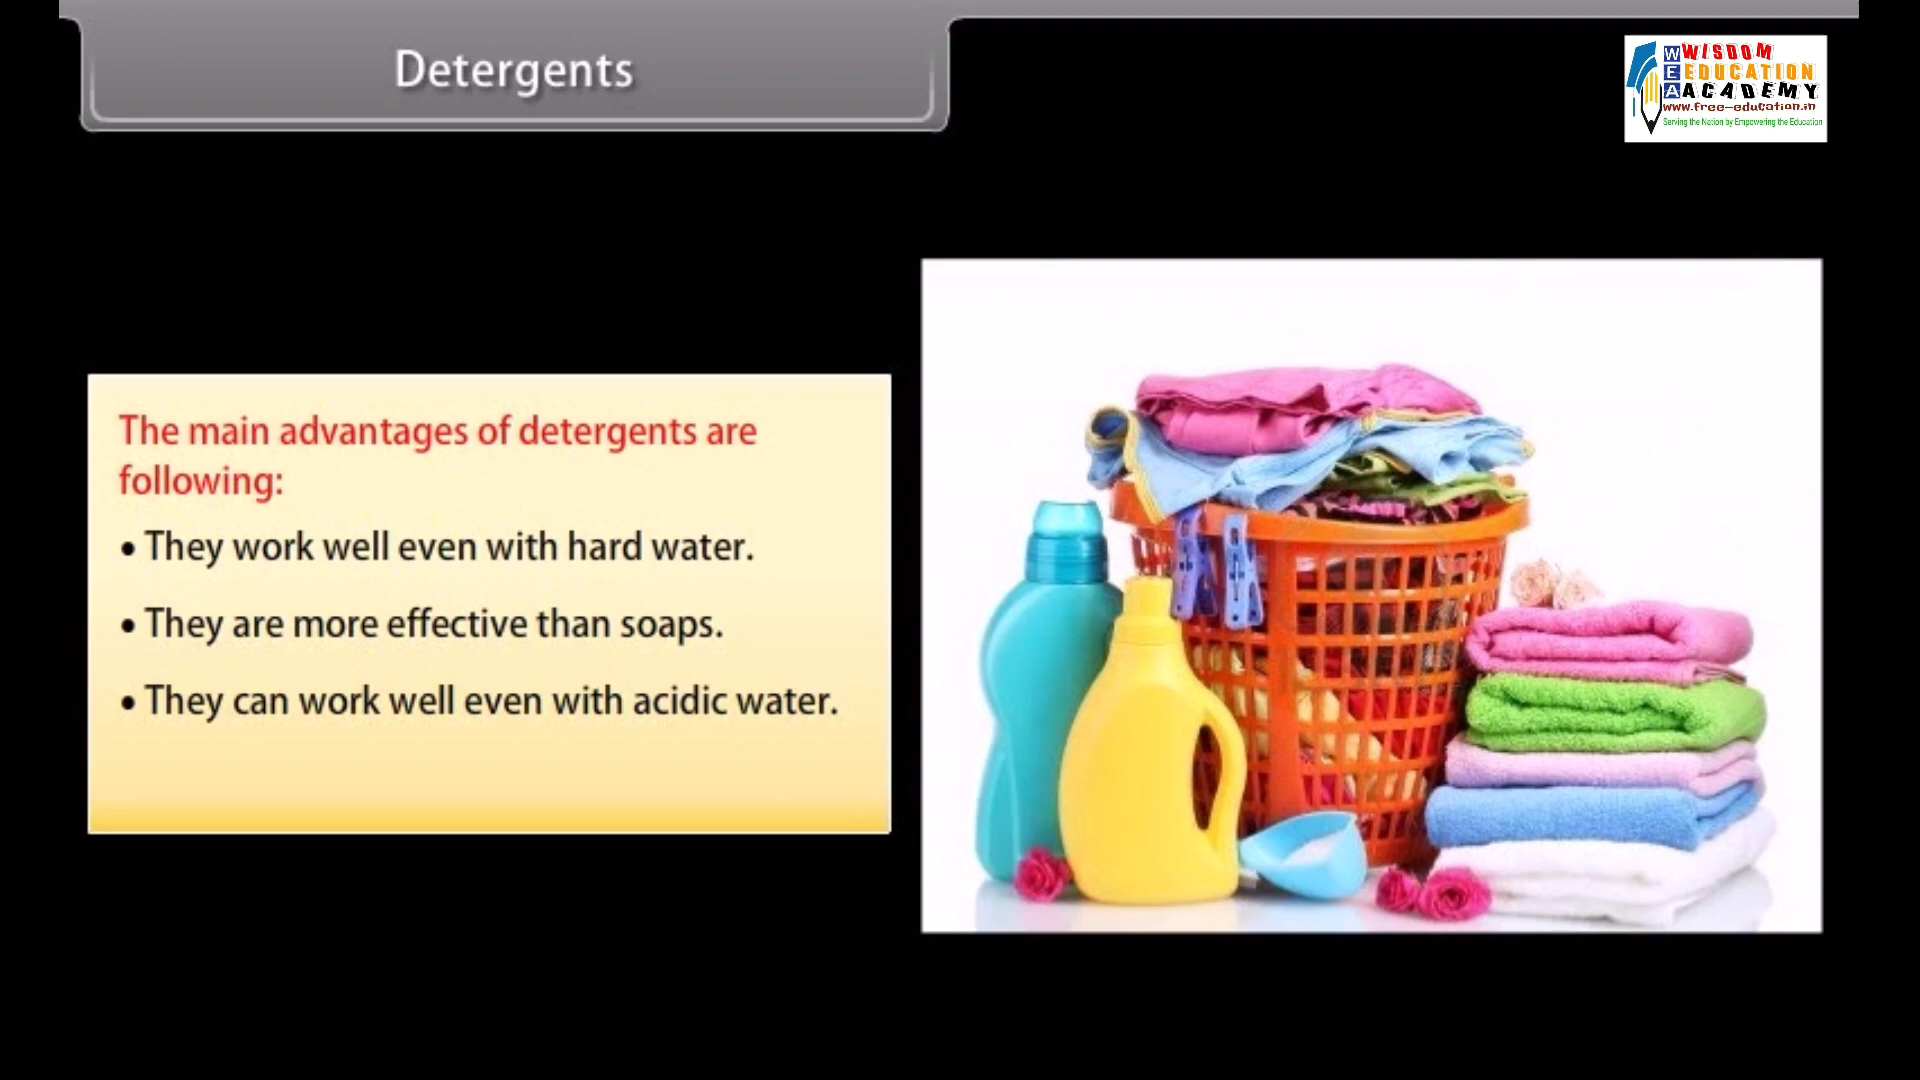 Detergents
WISDOM
EDUCATION
ACADEMY
WEA
www.free-education.in
Serving the Nation by Empowering the Education
The main advantages of detergents are
following:
• They work well even with hard water.
• They are more effective than soaps.
• They can work well even with acidic water.